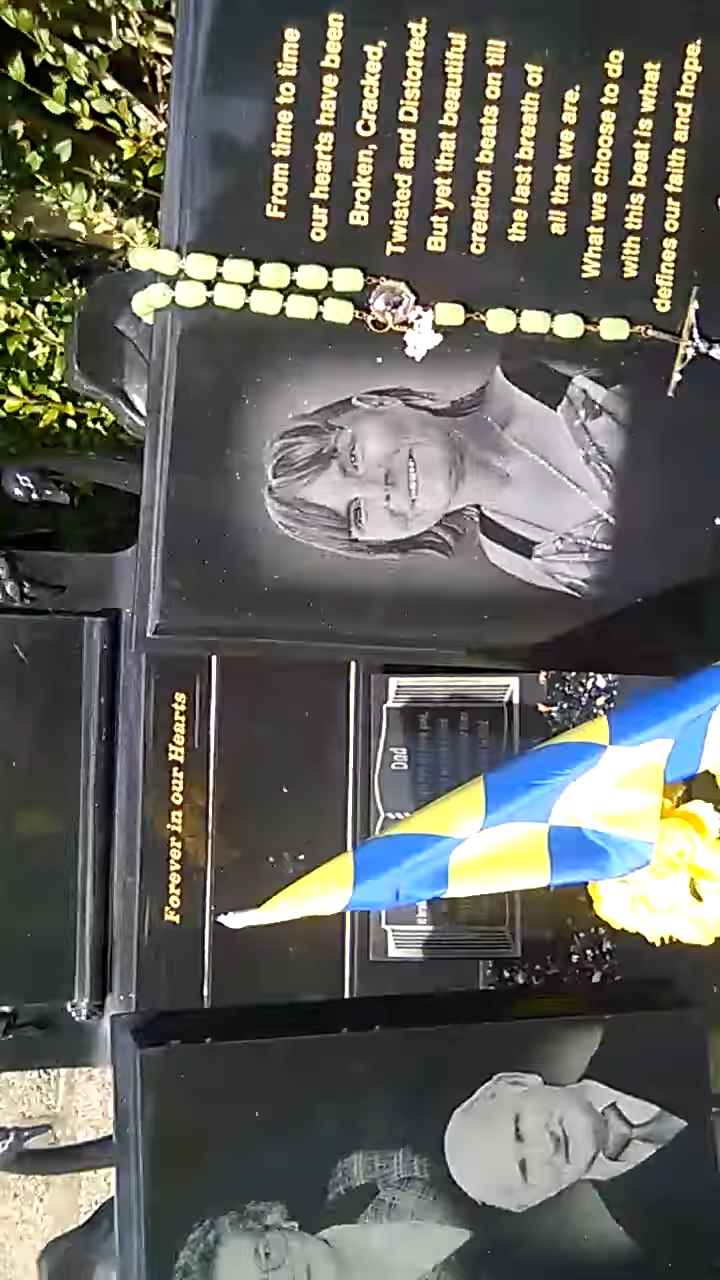 From time to time
our hearts have been
Broken, Cracked,
Twisted and Distorted.
But yet that beautiful
creation beats on till
the last breath of
all that we are.
What we choose to do
with this beat is what
defines our faith and hope.
Forever in our Hearts
Dad